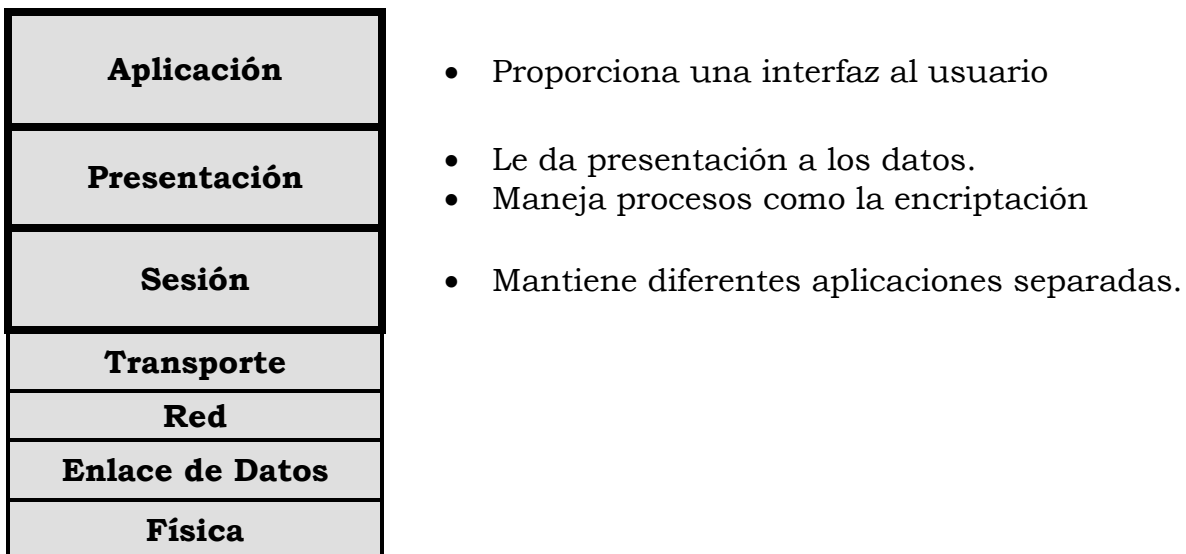 Aplicación
• Proporciona una interfaz al usuario
Presentación
• Le da presentación a los datos.
• Maneja procesos como la encriptación
Sesión
• Mantiene diferentes aplicaciones separadas.
Transporte
Red
Enlace de Datos
Física